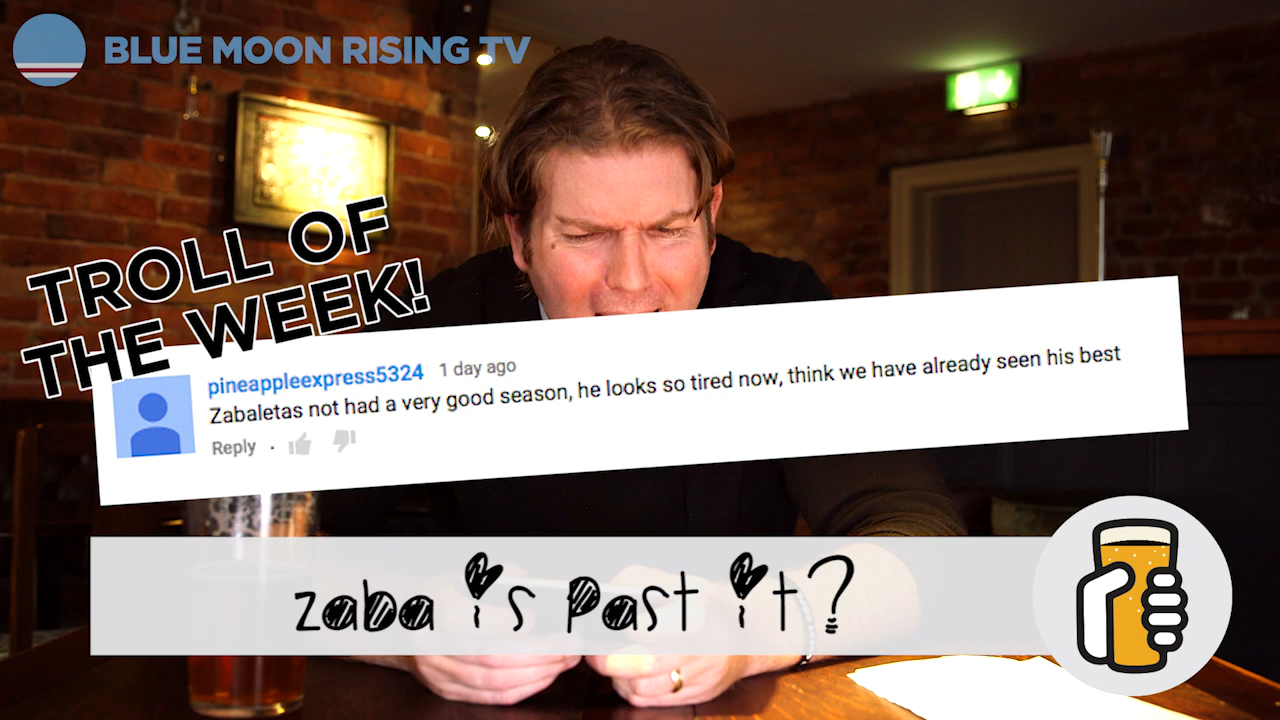 BLUE MOON RISING TV
TROLL OF
THE WEEK!
pineappleexpress5324 1 day ago
Zabaletas not had a very good season, he looks so tired now, think we have already seen his best
Reply ·
zaba is past it?